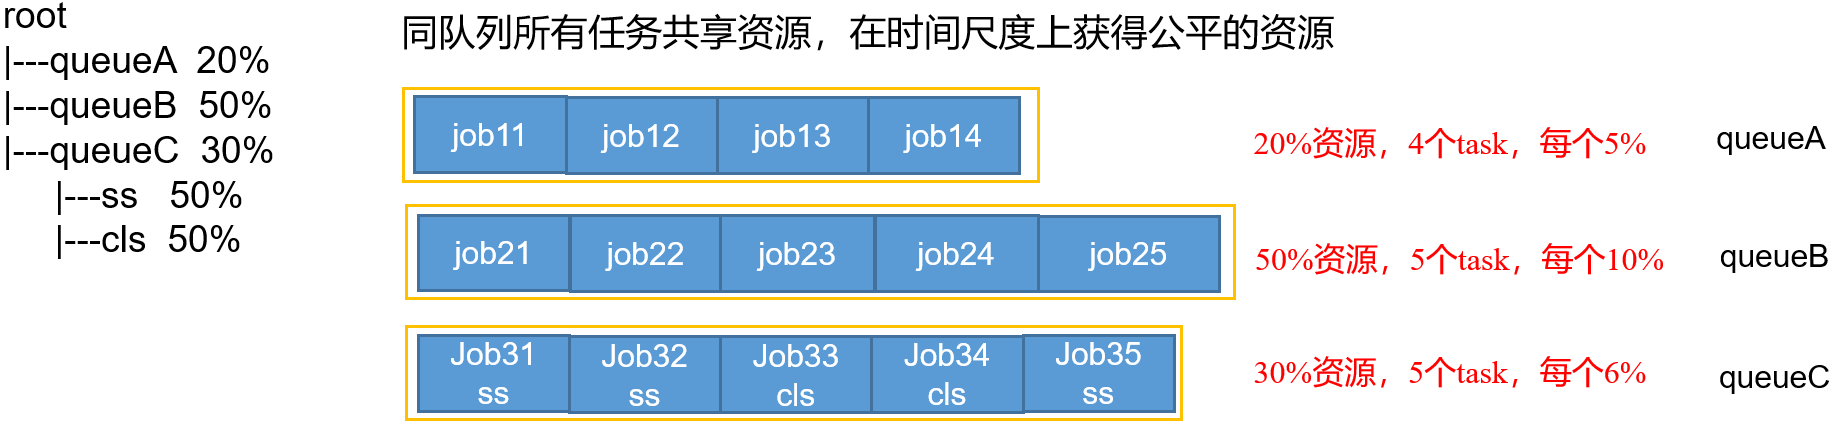 root
|---queueA 20%
|---queueB 50%
|---queueC 30%
|---ss 50%
|---cls 50%
同队列所有任务共享资源，在时间尺度上获得公平的资源
job11 job12 job13 job14
20%资源，4个task，每个5%
queueA
job21 job22 job23 job24 job25
50%资源，5个task，每个10%
queueB
Job31 Job32 Job33 Job34 Job35
ss ss cls cls ss
30%资源，5个task，每个6%
queueC